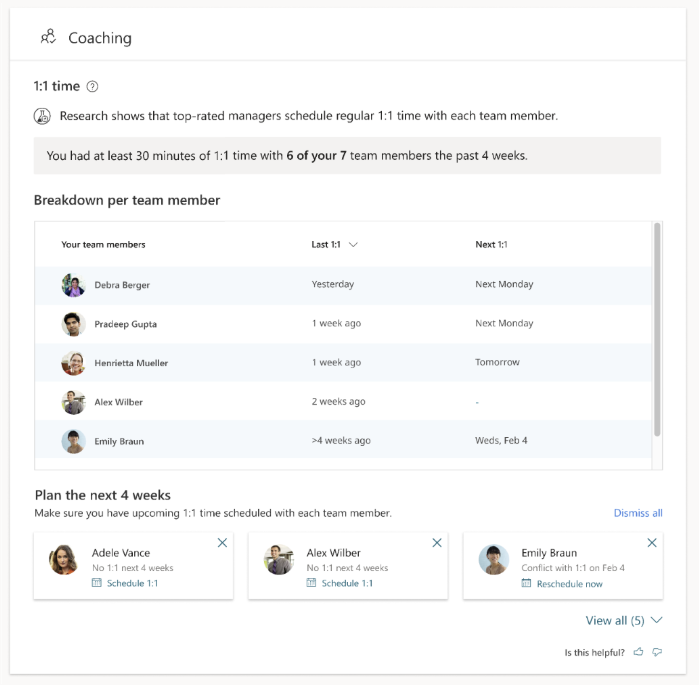 Coaching
1:1 time ?
Research shows that top-rated managers schedule regular 1:1 time with each team member.
You had at least 30 minutes of 1:1 time with 6 of your 7 team members the past 4 weeks.
Breakdown per team member
Your team members Last 1:1 Next 1:1
Debra Berger Yesterday Next Monday
Pradeep Gupta 1 week ago Next Monday
Henrietta Mueller 1 week ago Tomorrow
Alex Wilber 2 weeks ago -
Emily Braun >4 weeks ago Weds, Feb 4
Plan the next 4 weeks
Make sure you have upcoming 1:1 time scheduled with each team member. Dismiss all
Adele Vance Alex Wilber Emily Braun
No 1:1 next 4 weeks No 1:1 next 4 weeks Conflict with 1:1 on Feb 4
Schedule 1:1 Schedule 1:1 Reschedule now
View all (5)
Is this helpful?